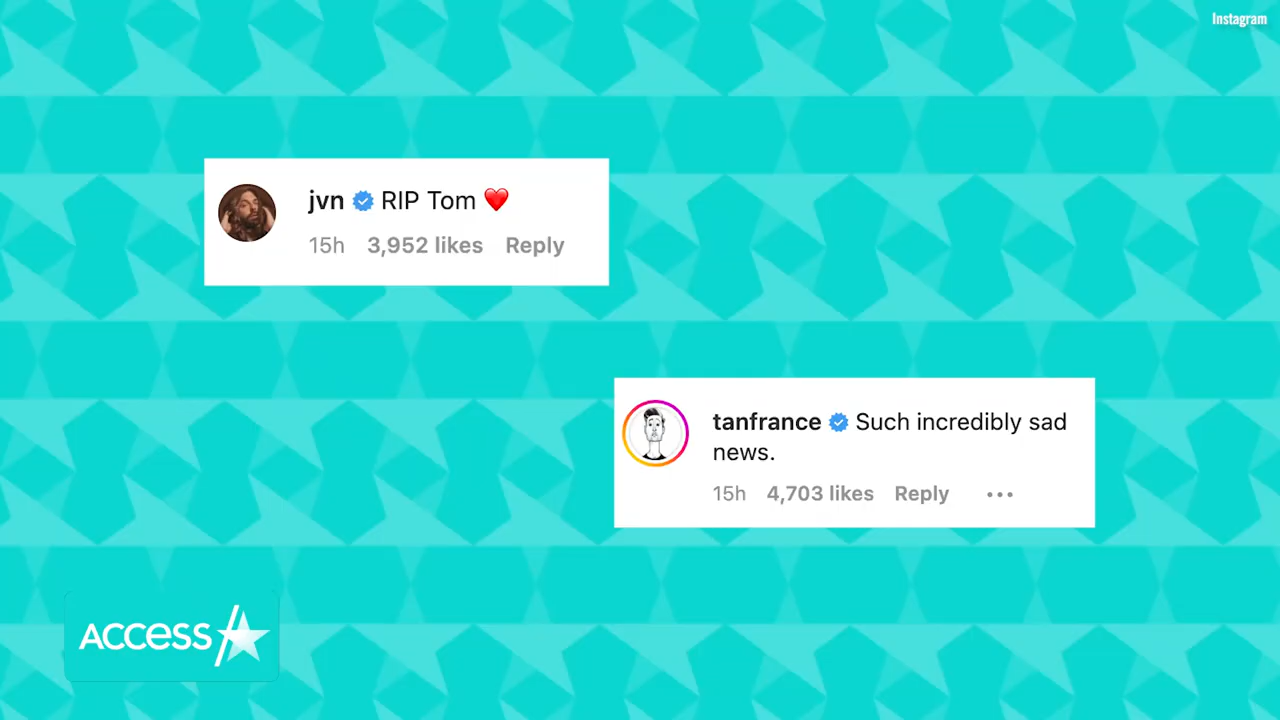 Instagram
jvn RIP Tom ❤️
15h 3,952 likes Reply
tanfrance Such incredibly sad
news.
15h 4,703 likes Reply •••
ACCESS